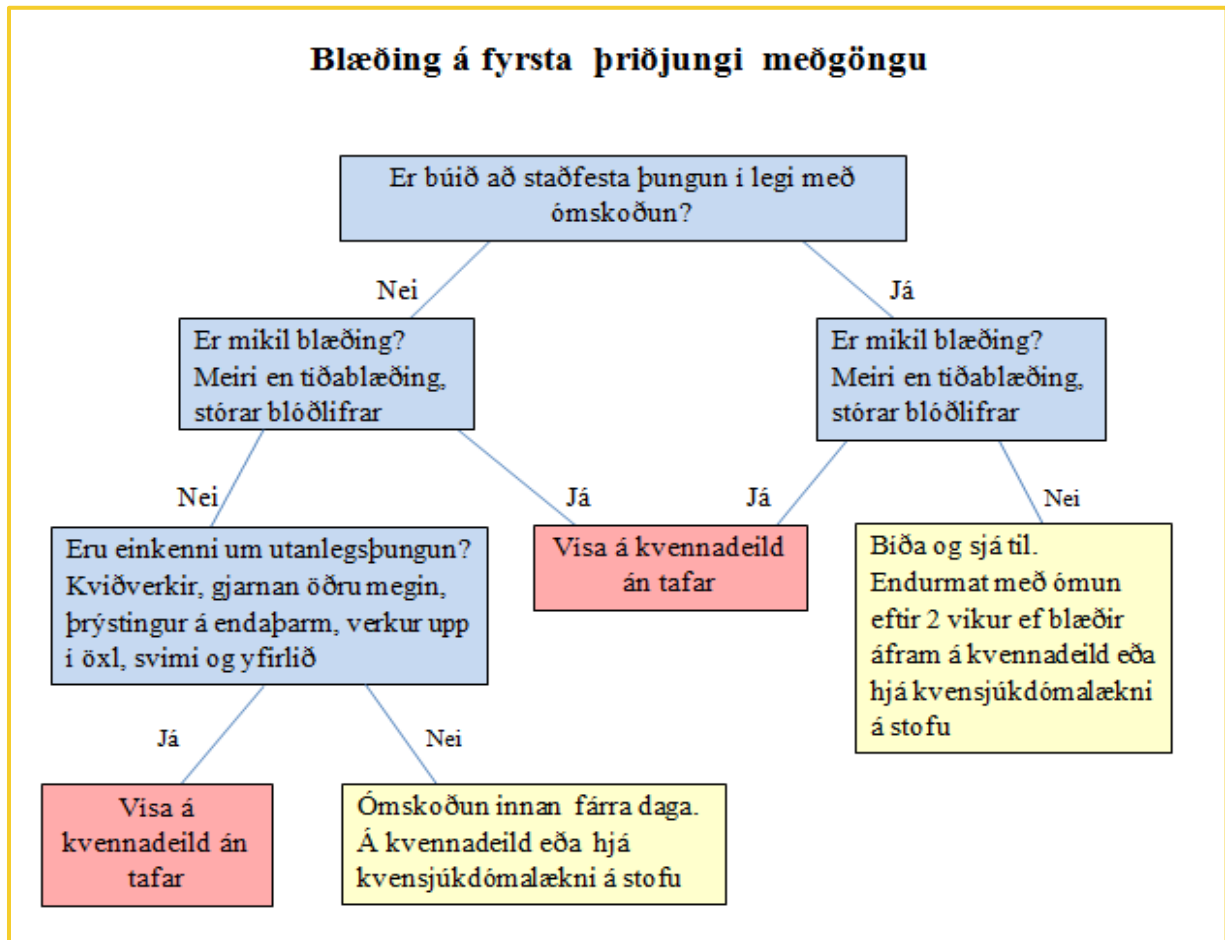 Blæðing á fyrsta þriðjungi meðgöngu
Er búið að staðfesta þungun í legi með
ómskoðun?
Nei
Já
Er mikil blæðing?
Meiri en tíðablæðing,
stórar blóðlifrar
Er mikil blæðing?
Meiri en tíðablæðing,
stórar blóðlifrar
Nei
Já
Já
Nei
Eru einkenni um utanlegsþungun?
Kviðverkir, gjarnan öðru megin,
þrýstingur á endaþarm, verkur upp
í öxl, svimi og yfirlið
Vísa á kvennadeild
án tafar
Bíða og sjá til.
Endurmat með ómun
eftir 2 vikur ef blæðir
áfram á kvennadeild eða
hjá kvensjúkdómalækni
á stofu
Já
Nei
Vísa á
kvennadeild án
tafar
Ómskoðun innan fárra daga.
Á kvennadeild eða hjá
kvensjúkdómalækni á stofu